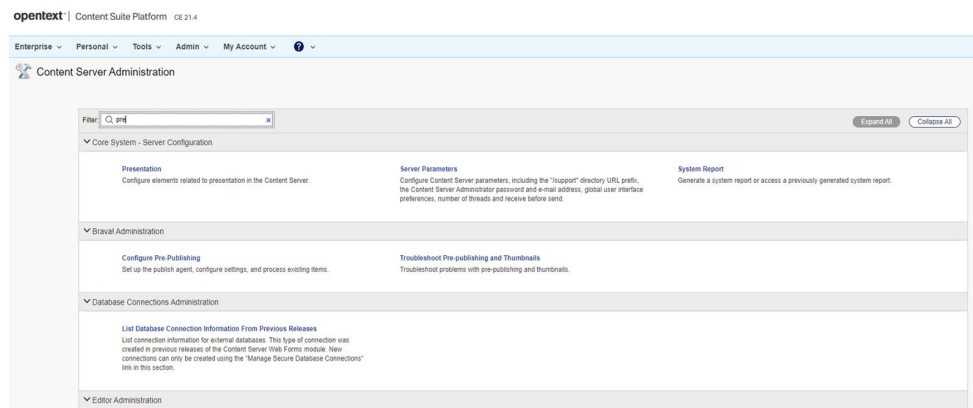 opentext™ | Content Suite Platform CE 21.4
Enterprise Personal Tools Admin My Account ?
Content Server Administration
Filter: pre x Expand All Collapse All
Core System - Server Configuration
Presentation
Configure elements related to presentation in the Content Server.
Server Parameters
Configure Content Server parameters, including the "/support" directory URL prefix,
the Content Server Administrator password and e-mail address, global user interface
preferences, number of threads and receive before send.
System Report
Generate a system report or access a previously generated system report.
Brava! Administration
Configure Pre-Publishing
Set up the publish agent, configure settings, and process existing items.
Troubleshoot Pre-publishing and Thumbnails
Troubleshoot problems with pre-publishing and thumbnails.
Database Connections Administration
List Database Connection Information From Previous Releases
List connection information for external databases. This type of connection was
created in previous releases of the Content Server Web Forms module. New
connections can only be created using the "Manage Secure Database Connections"
link in this section.
Editor Administration